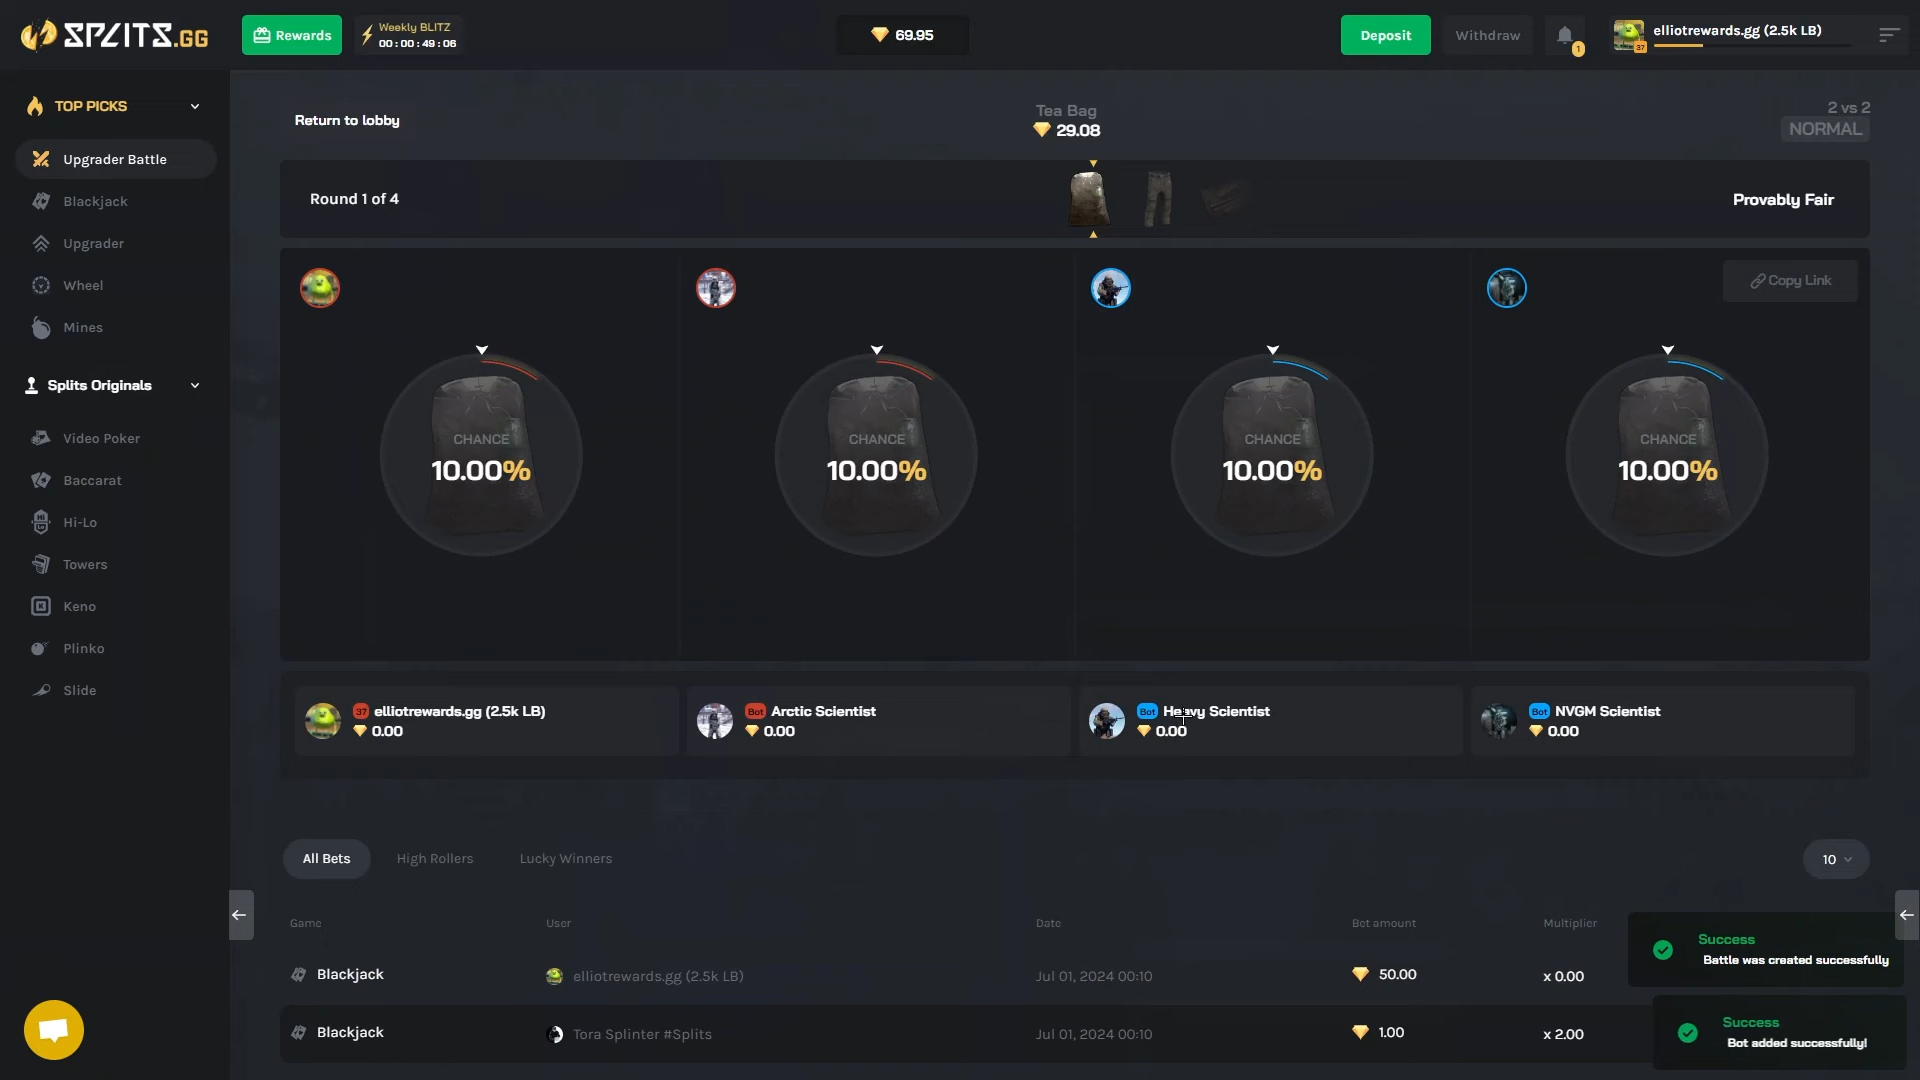 SPLITS.GG
Rewards
Weekly BLITZ
00 : 00 : 49 : 06
69.95
Deposit
Withdraw
1
37
elliotrewards.gg (2.5k LB)
TOP PICKS
Upgrader Battle
Blackjack
Upgrader
Wheel
Mines
Splits Originals
Video Poker
Baccarat
Hi-Lo
Towers
Keno
Plinko
Slide
Return to lobby
Tea Bag
29.08
2 vs 2
NORMAL
Round 1 of 4
Provably Fair
Copy Link
CHANCE
10.00%
CHANCE
10.00%
CHANCE
10.00%
CHANCE
10.00%
37 elliotrewards.gg (2.5k LB)
0.00
Bot Arctic Scientist
0.00
Bot Heavy Scientist
0.00
Bot NVGM Scientist
0.00
All Bets
High Rollers
Lucky Winners
10
Game
User
Date
Bet amount
Multiplier
Blackjack
elliotrewards.gg (2.5k LB)
Jul 01, 2024 00:10
50.00
x 0.00
Blackjack
Tora Splinter #Splits
Jul 01, 2024 00:10
1.00
x 2.00
Success
Battle was created successfully
Success
Bot added successfully!